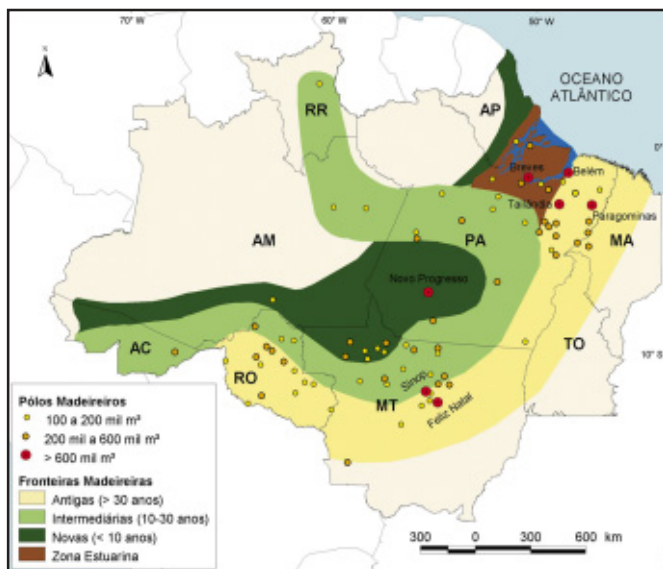 70° W
60° W
50° W
N
OCEANO
ATLÂNTICO
RR
AP
0°
Breves
Belém
Tailândia
Paragominas
AM
PA
MA
Novo Progresso
AC
TO
10° S
RO
Sinop
MT
Feliz Natal
Pólos Madeireiros
100 a 200 mil m³
200 mil a 600 mil m³
> 600 mil m³
Fronteiras Madeireiras
Antigas (> 30 anos)
Intermediárias (10-30 anos)
Novas (< 10 anos)
Zona Estuarina
300 200 0 300 600 km